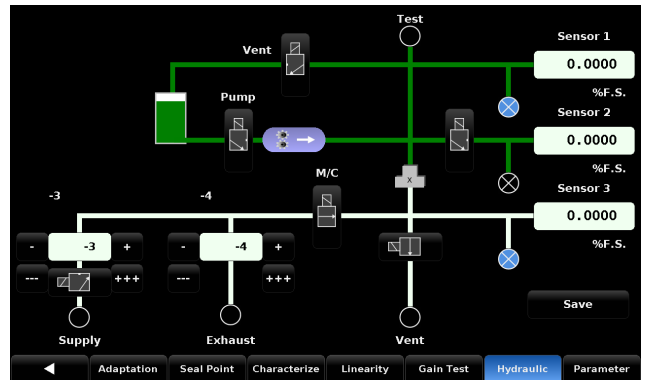 Test
Sensor 1
Vent
0.0000
%F.S.
Pump
Sensor 2
0.0000
%F.S.
M/C
x
Sensor 3
-3
-4
0.0000
%F.S.
- -3 + - -4 +
--- +++ --- +++
Save
Supply Exhaust Vent
◀ Adaptation Seal Point Characterize Linearity Gain Test Hydraulic Parameter